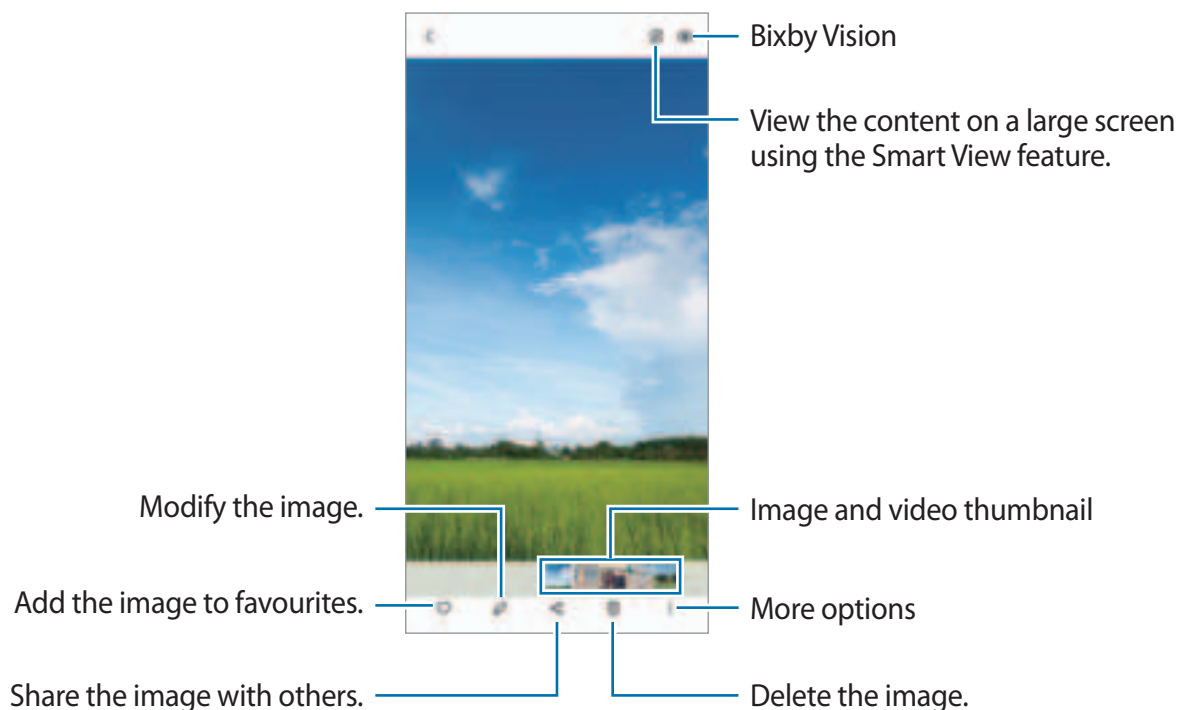 Bixby Vision
View the content on a large screen
using the Smart View feature.
Modify the image.
Image and video thumbnail
Add the image to favourites.
More options
Share the image with others.
Delete the image.